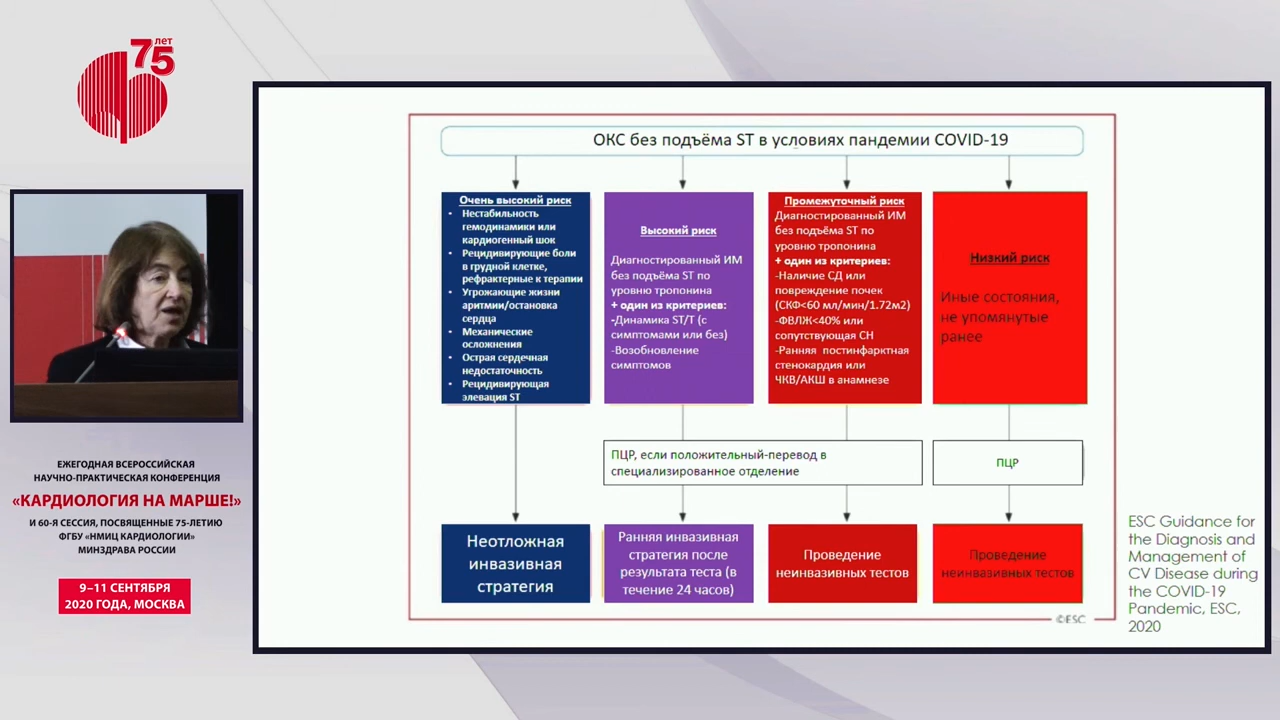 75 лет
ЕЖЕГОДНАЯ ВСЕРОССИЙСКАЯ
НАУЧНО-ПРАКТИЧЕСКАЯ КОНФЕРЕНЦИЯ
«КАРДИОЛОГИЯ НА МАРШЕ!»
И 60-Я СЕССИЯ, ПОСВЯЩЕННЫЕ 75-ЛЕТИЮ
ФГБУ «НМИЦ КАРДИОЛОГИИ»
МИНЗДРАВА РОССИИ
9–11 СЕНТЯБРЯ
2020 ГОДА, МОСКВА
ОКС без подъёма ST в условиях пандемии COVID-19
Очень высокий риск
• Нестабильность
гемодинамики или
кардиогенный шок
• Рецидивирующие боли
в грудной клетке,
рефрактерные к терапии
• Угрожающие жизни
аритмии/остановка
сердца
• Механические
осложнения
• Острая сердечная
недостаточность
• Рецидивирующая
элевация ST
Высокий риск
Диагностированный ИМ
без подъёма ST по
уровню тропонина
+ один из критериев:
-Динамика ST/T (с
симптомами или без)
-Возобновление
симптомов
Промежуточный риск
Диагностированный ИМ
без подъёма ST по
уровню тропонина
+ один из критериев:
-Наличие СД или
повреждение почек
(СКФ<60 мл/мин/1.72м2)
-ФВЛЖ<40% или
сопутствующая СН
-Ранняя постинфарктная
стенокардия или
ЧКВ/АКШ в анамнезе
Низкий риск
Иные состояния,
не упомянутые
ранее
ПЦР, если положительный-перевод в
специализированное отделение
ПЦР
Неотложная
инвазивная
стратегия
Ранняя инвазивная
стратегия после
результата теста (в
течение 24 часов)
Проведение
неинвазивных тестов
Проведение
неинвазивных тестов
©ESC
ESC Guidance for
the Diagnosis and
Management of
CV Disease during
the COVID-19
Pandemic, ESC,
2020